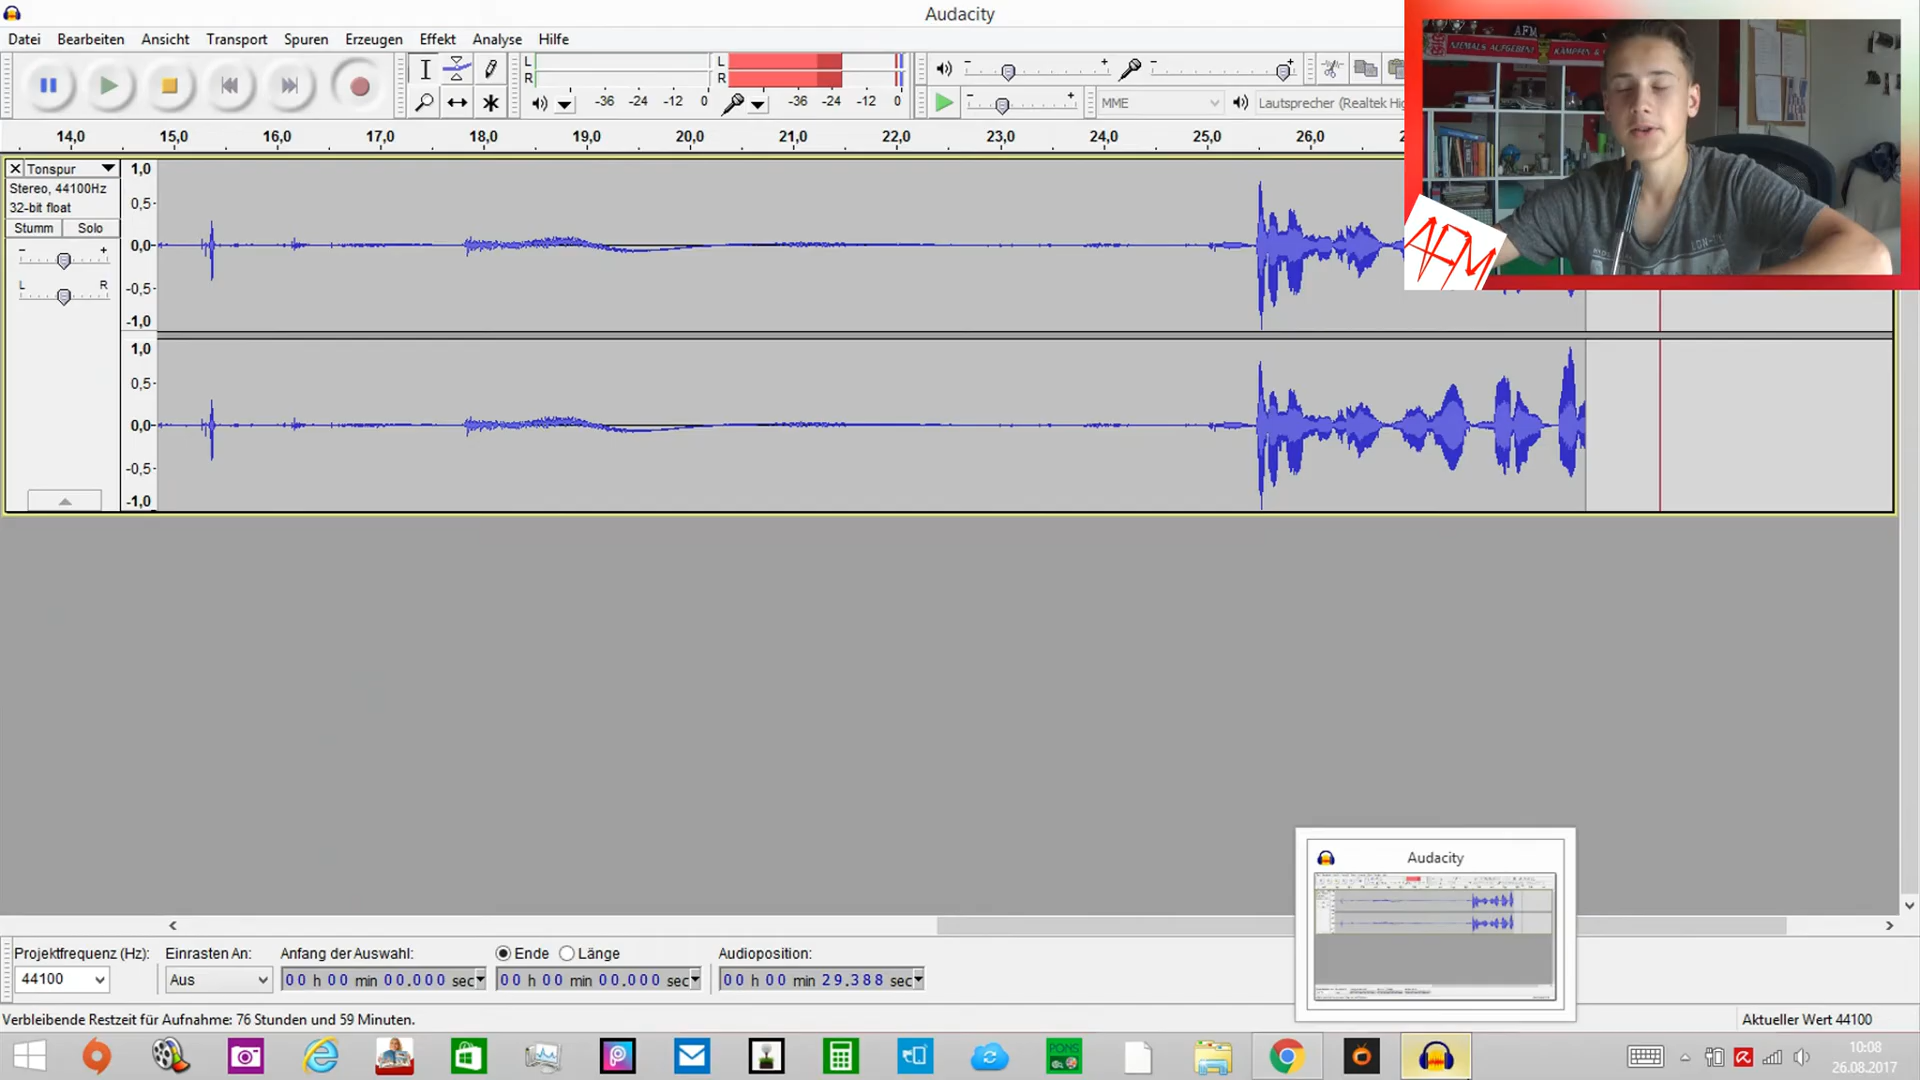 Audacity
Datei Bearbeiten Ansicht Transport Spuren Erzeugen Effekt Analyse Hilfe
L R
-36 -24 -12 0
L R
-36 -24 -12 0
MME
Lautsprecher (Realtek Hig
14,0 15,0 16,0 17,0 18,0 19,0 20,0 21,0 22,0 23,0 24,0 25,0 26,0
Tonspur
Stereo, 44100Hz
32-bit float
Stumm Solo
- +
L R
1,0
0,5
0,0
-0,5
-1,0
1,0
0,5
0,0
-0,5
-1,0
AFM
NIEMALS AUFGEBEN! KÄMPFEN &
AFM
Audacity
Projektfrequenz (Hz):
44100
Einrasten An:
Aus
Anfang der Auswahl:
00 h 00 min 00.000 sec
Ende Länge
00 h 00 min 00.000 sec
Audioposition:
00 h 00 min 29.388 sec
Verbleibende Restzeit für Aufnahme: 76 Stunden und 59 Minuten.
Aktueller Wert 44100
PONS
10:08
26.08.2017